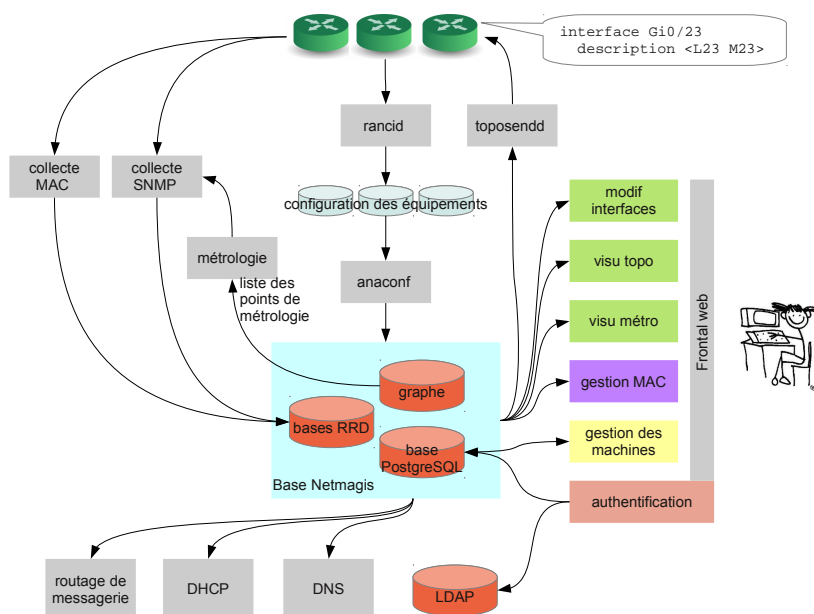 interface Gi0/23
description <L23 M23>
rancid
toposendd
collecte
MAC
collecte
SNMP
configuration des équipements
modif
interfaces
métrologie
visu topo
liste des
points de
métrologie
anaconf
visu métro
Frontal web
graphe
gestion MAC
bases RRD
base
PostgreSQL
gestion des
machines
Base Netmagis
authentification
routage de
messagerie
DHCP
DNS
LDAP